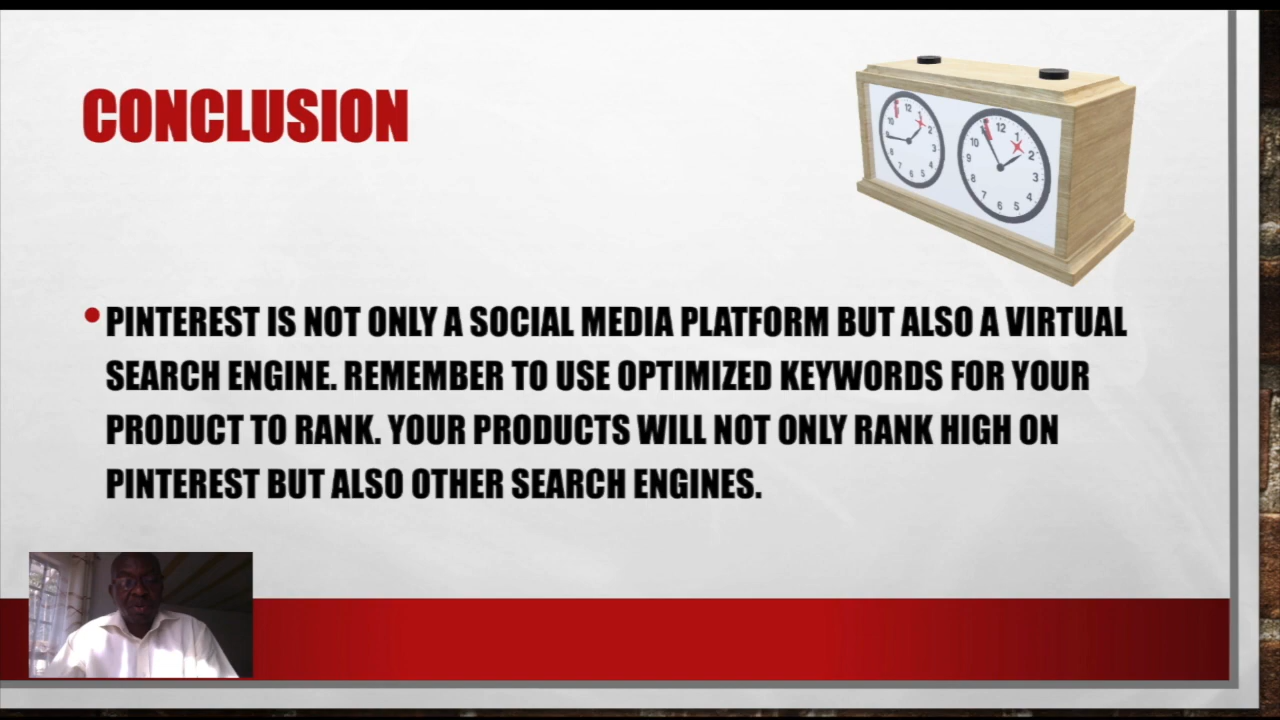 CONCLUSION
PINTEREST IS NOT ONLY A SOCIAL MEDIA PLATFORM BUT ALSO A VIRTUAL
SEARCH ENGINE. REMEMBER TO USE OPTIMIZED KEYWORDS FOR YOUR
PRODUCT TO RANK. YOUR PRODUCTS WILL NOT ONLY RANK HIGH ON
PINTEREST BUT ALSO OTHER SEARCH ENGINES.